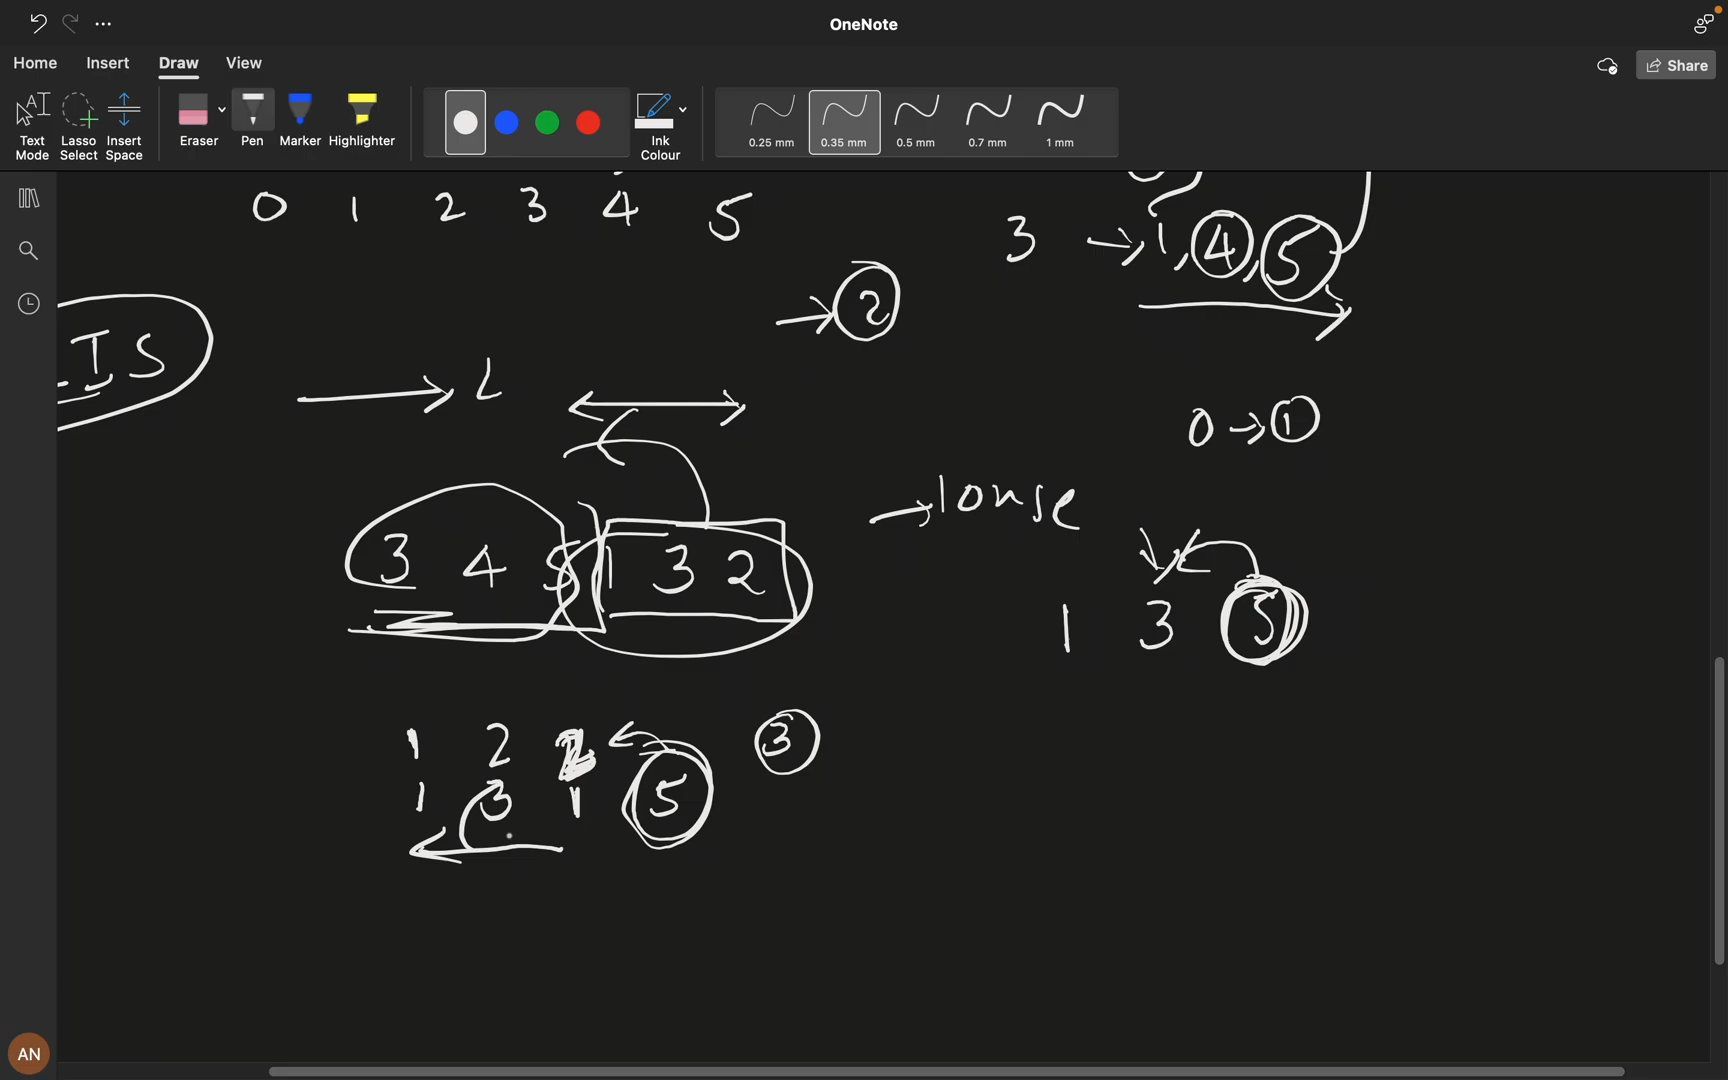 OneNote
Home Insert Draw View
Share
Text Mode
Lasso Select
Insert Space
Eraser
Pen
Marker
Highlighter
Ink Colour
0.25 mm
0.35 mm
0.5 mm
0.7 mm
1 mm
0 1 2 3 4 5
3 → 1, 4, 5
→ 2
LIS
→ L
0 → 1
3 4 5 1 3 2
1 3 5
1 2 3
1 3 1 5
AN